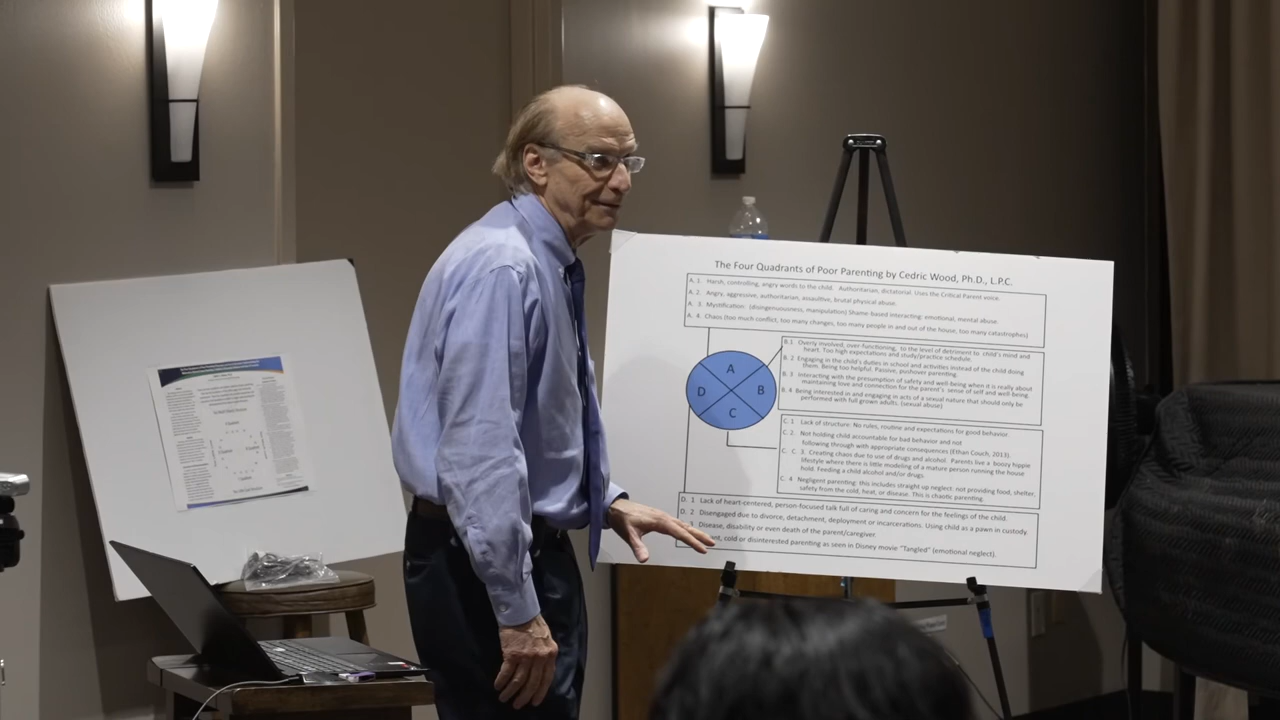 The Four Quadrants of Poor Parenting by Cedric Wood, Ph.D., L.P.C.
A. 1. Harsh, controlling, angry words to the child. Authoritarian, dictatorial. Uses the Critical Parent voice.
A. 2. Angry, aggressive, authoritarian, assaultive, brutal physical abuse.
A. 3. Mystification: (disingenuousness, manipulation) Shame-based interacting: emotional, mental abuse.
A. 4. Chaos (too much conflict, too many changes, too many people in and out of the house, too many catastrophes)
B.1 Overly involved, over-functioning, to the level of detriment to child's mind and
heart. Too high expectations and study/practice schedule.
B. 2 Engaging in the child's duties in school and activities instead of the child doing
them. Being too helpful. Passive, pushover parenting.
B. 3 Interacting with the presumption of safety and well-being when it is really about
maintaining love and connection for the parent's sense of self and well being.
B. 4 Being interested in and engaging in acts of a sexual nature that should only be
performed with full grown adults. (sexual abuse)
A
D B
C
C. 1 Lack of structure: No rules, routine and expectations for good behavior.
C. 2. Not holding child accountable for bad behavior and not
following through with appropriate consequences (Ethan Couch, 2013).
C. C 3. Creating chaos due to use of drugs and alcohol. Parents live a boozy hippie
lifestyle where there is little modeling of a mature person running the house
hold. Feeding a child alcohol and/or drugs.
C. 4 Negligent parenting: this includes straight up neglect: not providing food, shelter,
safety from the cold, heat, or disease. This is chaotic parenting.
D. 1 Lack of heart-centered, person-focused talk full of caring and concern for the feelings of the child.
D. 2 Disengaged due to divorce, detachment, deployment or incarcerations. Using child as a pawn in custody.
Disease, disability or even death of the parent/caregiver.
cold or disinterested parenting as seen in Disney movie "Tangled" (emotional neglect).